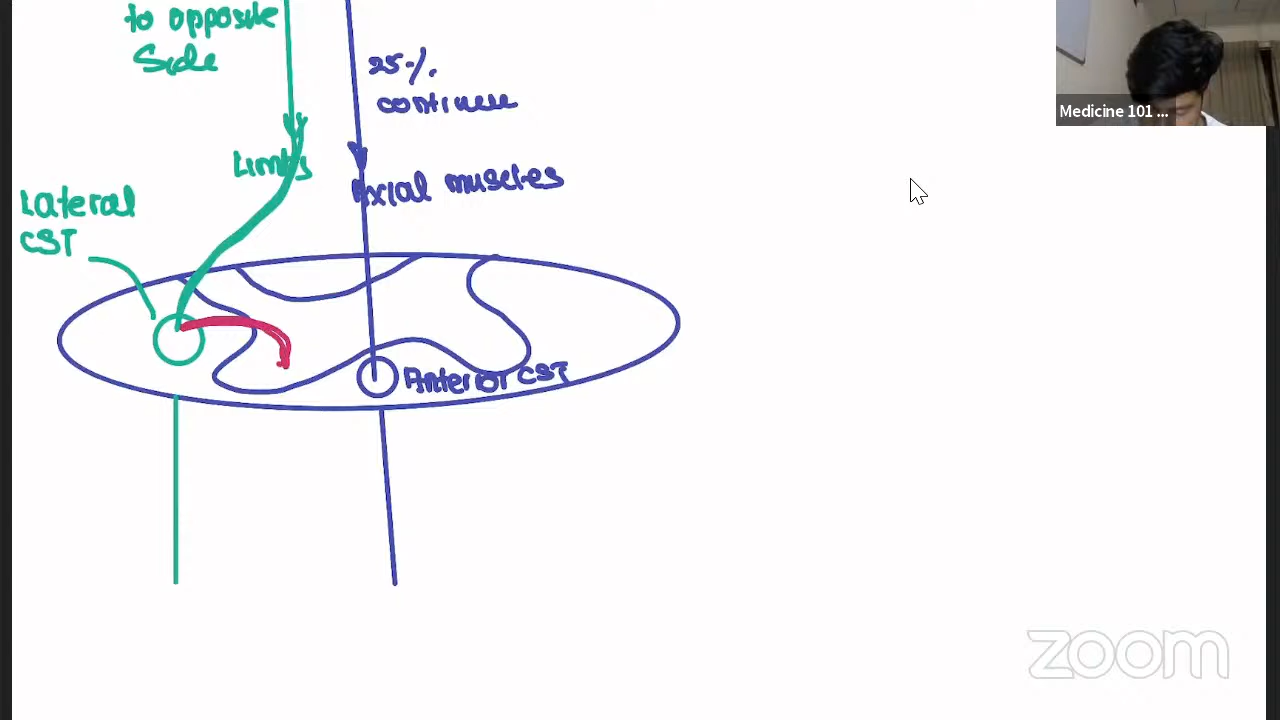 to opposite
Side
25%
continue
Limbs
Axial muscles
Lateral
CST
Anterior CST
Medicine 101 ...
zoom